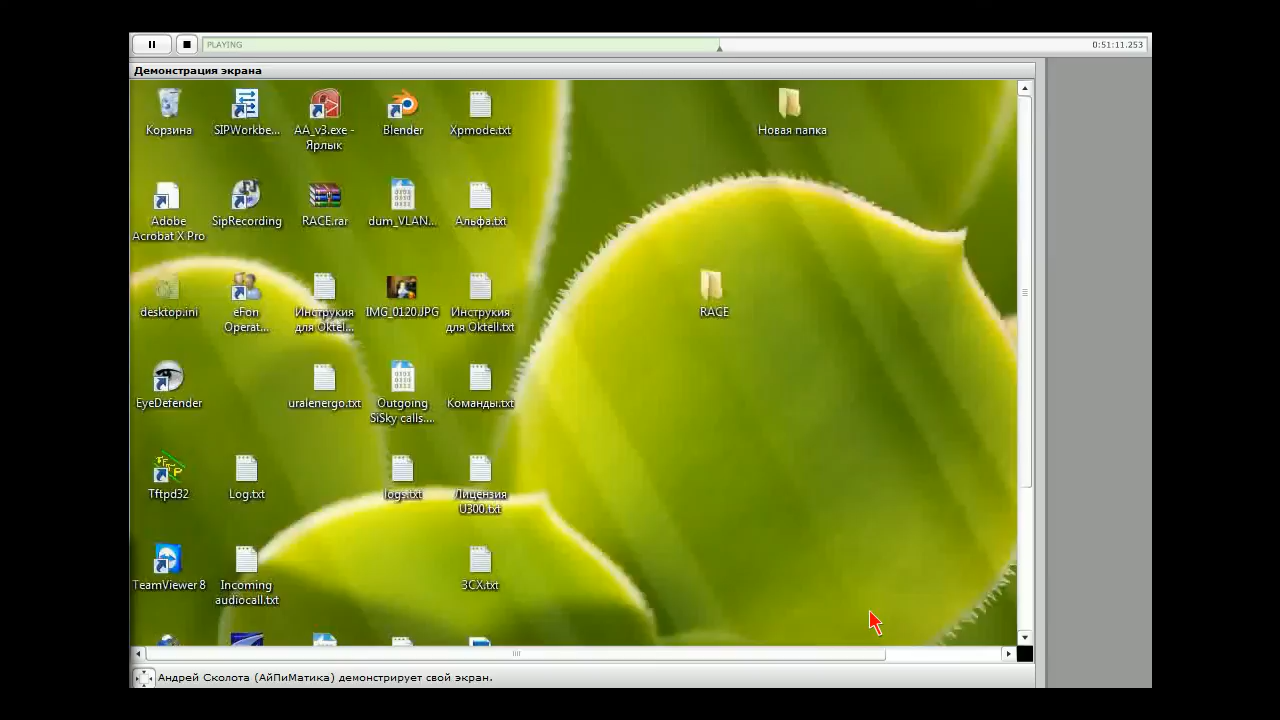 PLAYING
0:51:11.253
Демонстрация экрана
Корзина
SIPWorkbe...
AA_v3.exe -
Ярлык
Blender
Xpmode.txt
Новая папка
Adobe
Acrobat X Pro
SipRecording
RACE.rar
dum_VLAN...
Альфа.txt
desktop.ini
eFon
Operat...
Инструкия
для Oktel...
IMG_0120.JPG
Инструкия
для Oktell.txt
RACE
EyeDefender
uralenergo.txt
Outgoing
SiSky calls....
Команды.txt
Tftpd32
Log.txt
logs.txt
Лицензия
U300.txt
TeamViewer 8
Incoming
audiocall.txt
3CX.txt
Андрей Сколота (АйПиМатика) демонстрирует свой экран.